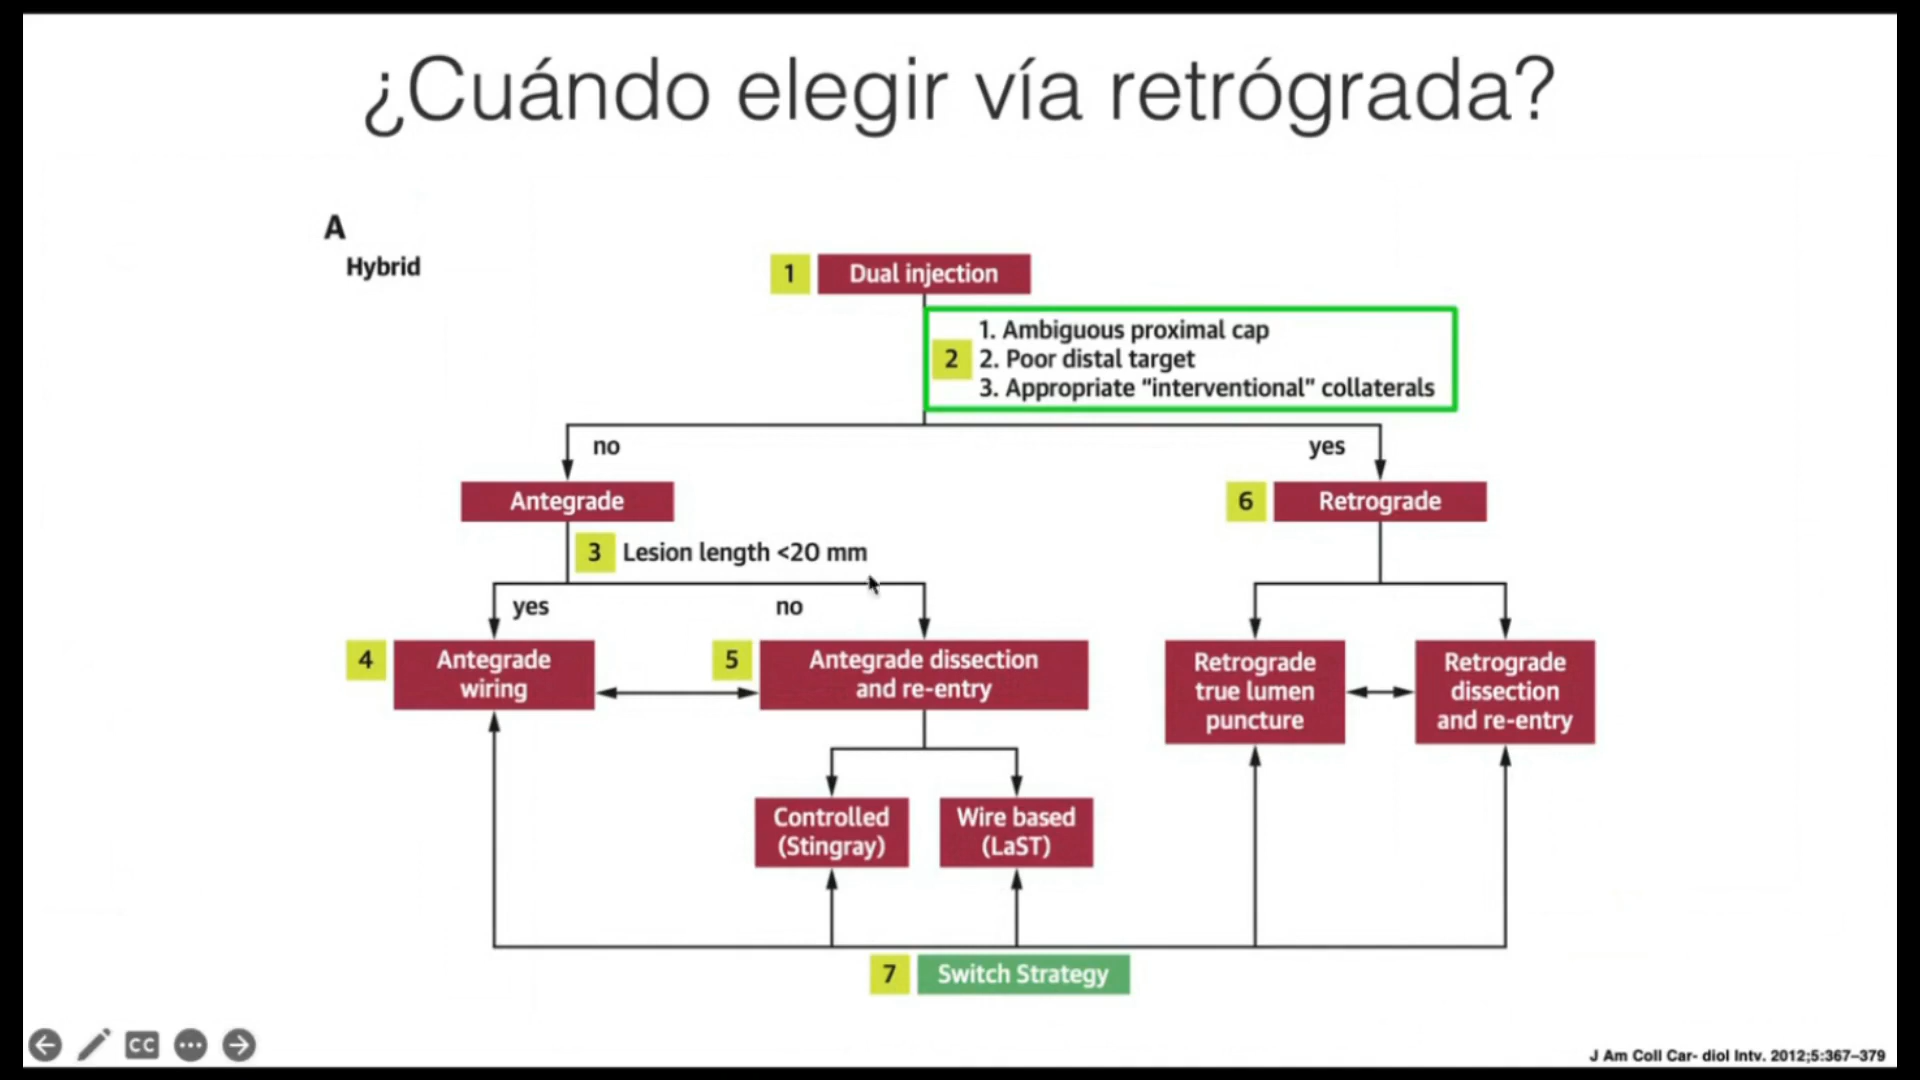 ¿Cuándo elegir vía retrógrada?
A
Hybrid
1 Dual injection
2
1. Ambiguous proximal cap
2. Poor distal target
3. Appropriate "interventional" collaterals
no
yes
Antegrade
6 Retrograde
3 Lesion length <20 mm
yes
no
4
Antegrade
wiring
5
Antegrade dissection
and re-entry
Retrograde
true lumen
puncture
Retrograde
dissection
and re-entry
Controlled
(Stingray)
Wire based
(LaST)
7 Switch Strategy
CC
J Am Coll Car- diol Intv. 2012;5:367–379